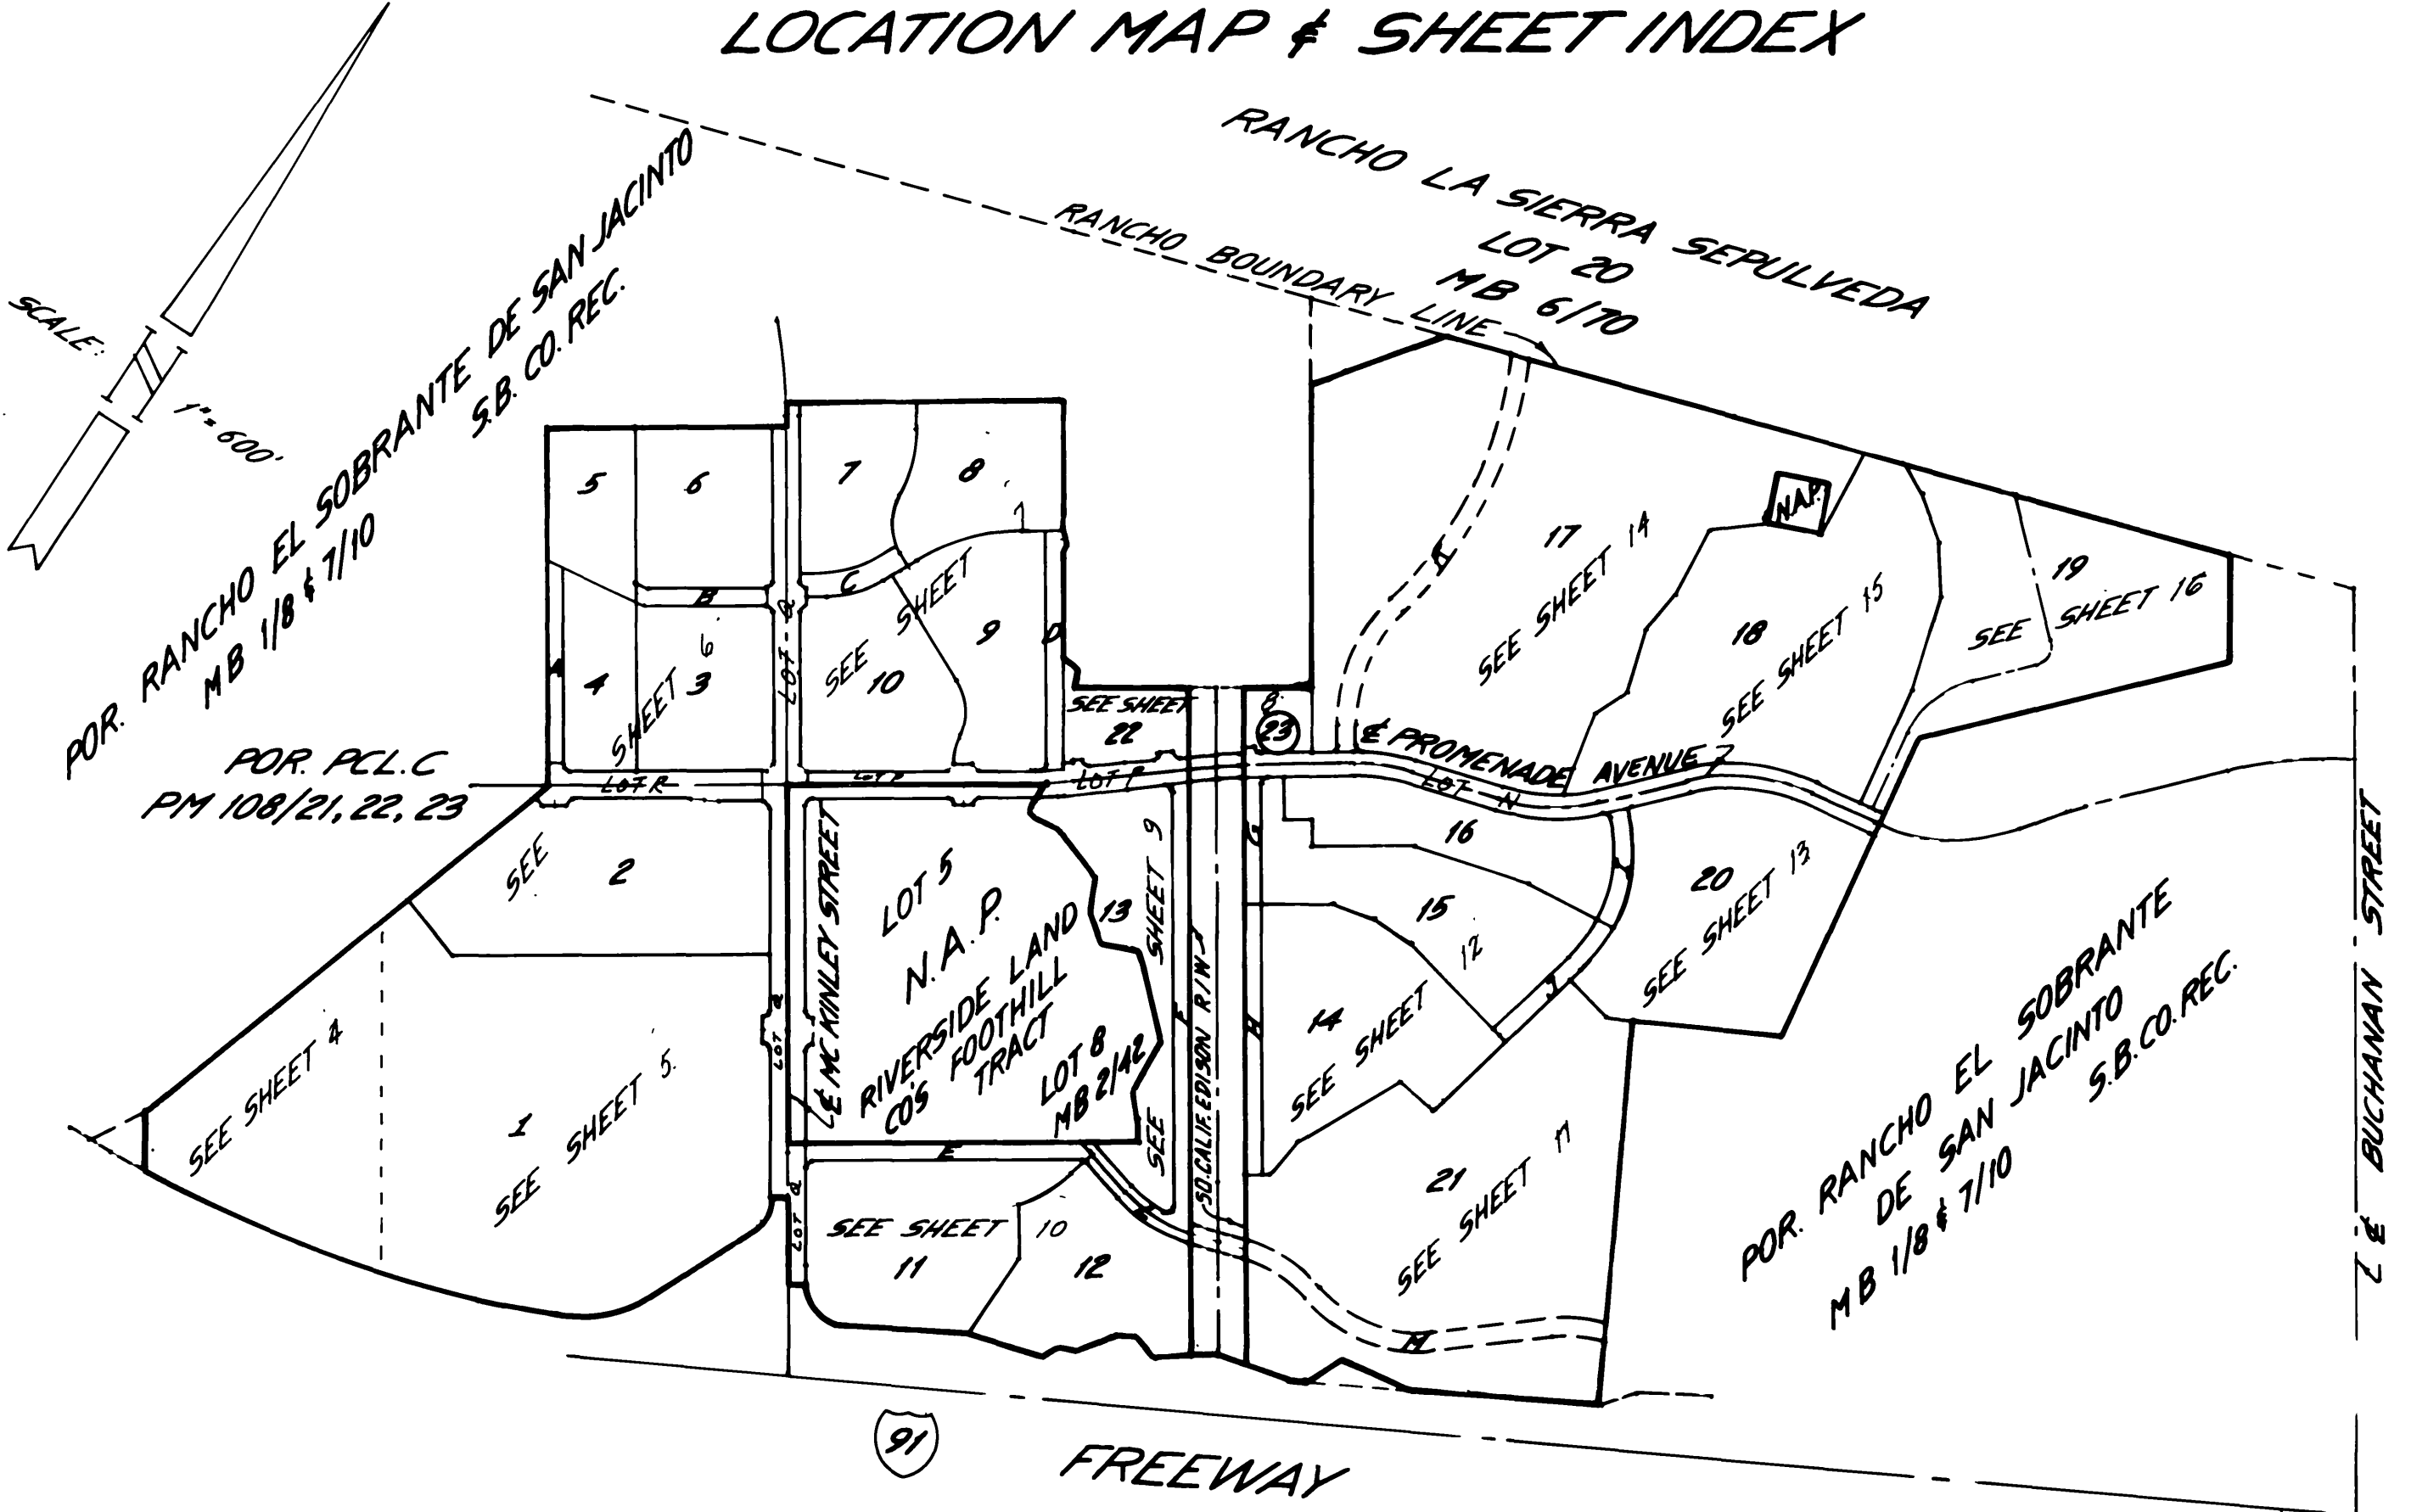 LOCATION MAP & SHEET INDEX
RANCHO LA SIERRA SEPULVEDA
LOT 20
MB 6/70
RANCHO BOUNDARY LINE
SCALE:
1"=600'
POR. RANCHO EL SOBRANTE DE SAN JACINTO
S.B. CO. REC.
MB 1/8 & 7/10
POR. PCL. C
PM 108/21, 22, 23
5
6
7
8
B
C
SEE SHEET 7
9
10
D
A
4
3
SHEET 6
LOT Q
SEE SHEET
22
8
23
K
17
SEE SHEET 14
N.A.P.
18
SEE SHEET 15
19
SEE SHEET 16
℄ PROMENADE AVENUE
LOT R
LOT P
LOT P
LOT N
SEE
2
℄ MC KINLEY STREET
LOT 5
N. A. P.
RIVERSIDE LAND
CO'S FOOTHILL
TRACT
LOT 8
MB 2/42
13
SEE SHEET 9
F
SO. CALIF. EDISON R/W
G
H
16
15
14
SEE SHEET 12
J
20
SEE SHEET 13
SEE SHEET 4
1
SEE SHEET 5
LOT Q
LOT Q
E
SEE SHEET 10
11
12
21
SEE SHEET 11
M
POR. RANCHO EL SOBRANTE
DE SAN JACINTO
MB 1/8 & 7/10
S.B. CO. REC.
℄ BUCHANAN STREET
91
FREEWAY